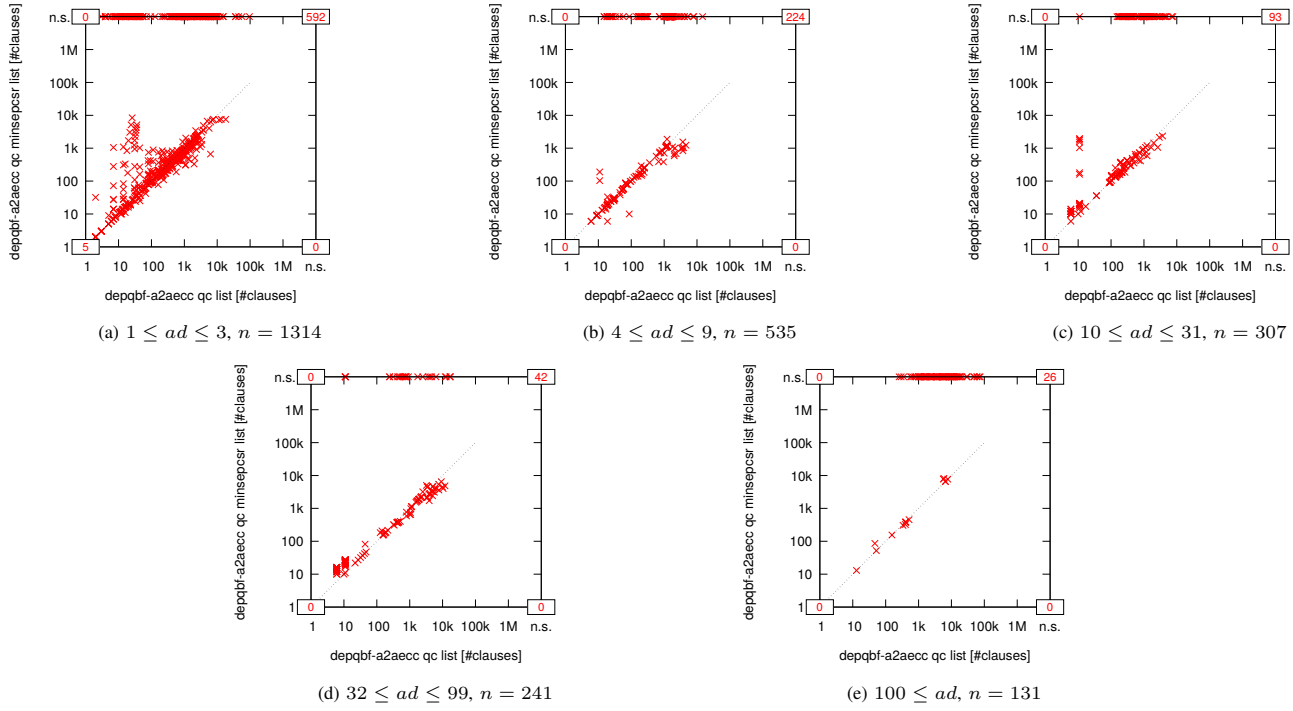 depqbf-a2aecc qc minsepcsr list [#clauses]
n.s.
1M
100k
10k
1k
100
10
1
0
592
5
0
1 10 100 1k 10k 100k 1M n.s.
depqbf-a2aecc qc list [#clauses]
(a) 1 ≤ ad ≤ 3, n = 1314
depqbf-a2aecc qc minsepcsr list [#clauses]
n.s.
1M
100k
10k
1k
100
10
1
0
224
0
0
1 10 100 1k 10k 100k 1M n.s.
depqbf-a2aecc qc list [#clauses]
(b) 4 ≤ ad ≤ 9, n = 535
depqbf-a2aecc qc minsepcsr list [#clauses]
n.s.
1M
100k
10k
1k
100
10
1
0
93
0
0
1 10 100 1k 10k 100k 1M n.s.
depqbf-a2aecc qc list [#clauses]
(c) 10 ≤ ad ≤ 31, n = 307
depqbf-a2aecc qc minsepcsr list [#clauses]
n.s.
1M
100k
10k
1k
100
10
1
0
42
0
0
1 10 100 1k 10k 100k 1M n.s.
depqbf-a2aecc qc list [#clauses]
(d) 32 ≤ ad ≤ 99, n = 241
depqbf-a2aecc qc minsepcsr list [#clauses]
n.s.
1M
100k
10k
1k
100
10
1
0
26
0
0
1 10 100 1k 10k 100k 1M n.s.
depqbf-a2aecc qc list [#clauses]
(e) 100 ≤ ad, n = 131